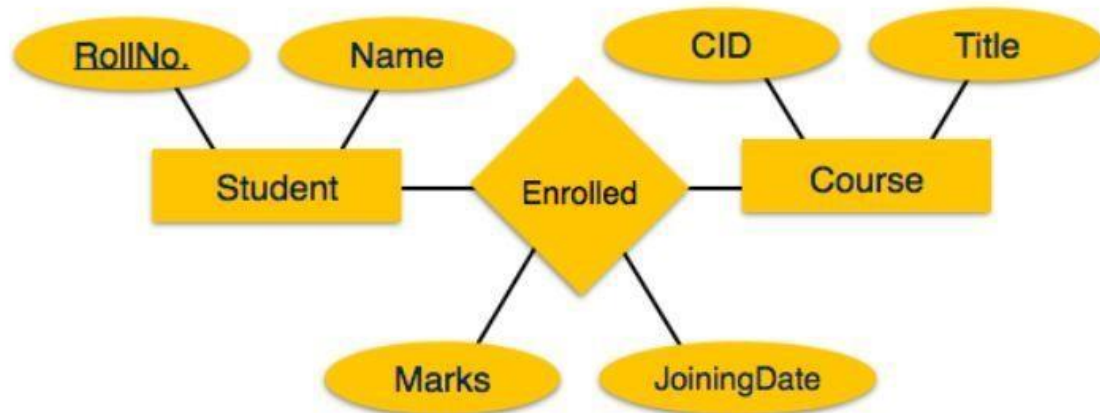 RollNo.
Name
CID
Title
Student
Enrolled
Course
Marks
JoiningDate